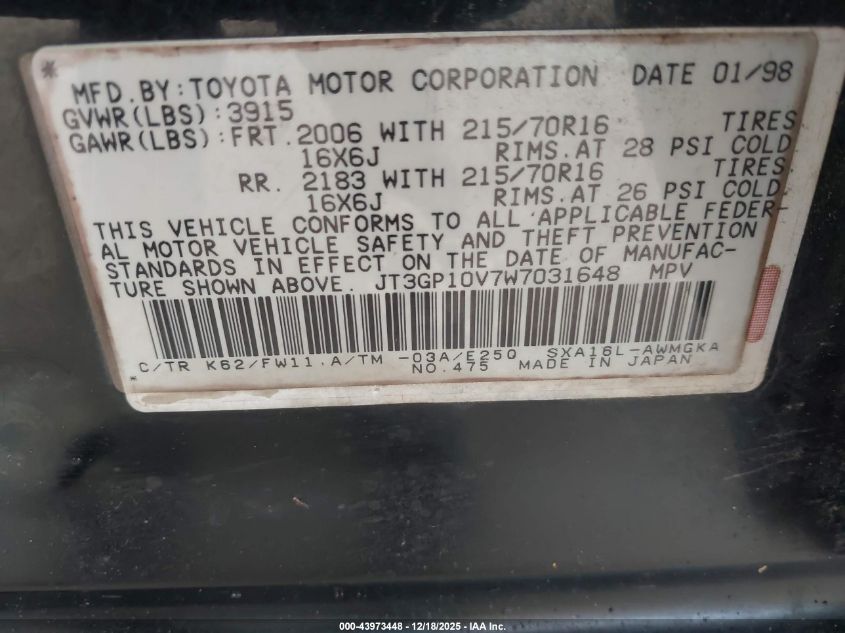 * MFD.BY:TOYOTA MOTOR CORPORATION DATE 01/98
GVWR(LBS):3915
GAWR(LBS):FRT.2006 WITH 215/70R16 TIRES
16X6J RIMS.AT 28 PSI COLD
RR. 2183 WITH 215/70R16 TIRES.
16X6J RIMS.AT 26 PSI COLD
THIS VEHICLE CONFORMS TO ALL APPLICABLE FEDER-
AL MOTOR VEHICLE SAFETY AND THEFT PREVENTION
STANDARDS IN EFFECT ON THE DATE OF MANUFAC-
TURE SHOWN ABOVE. JT3GP10V7W7031648 MPV
C/TR K62/FW11.A/TM -03A/E250 SXA16L-AWMGKA
* NO.475 MADE IN JAPAN
000-43973448 - 12/18/2025 - IAA Inc.